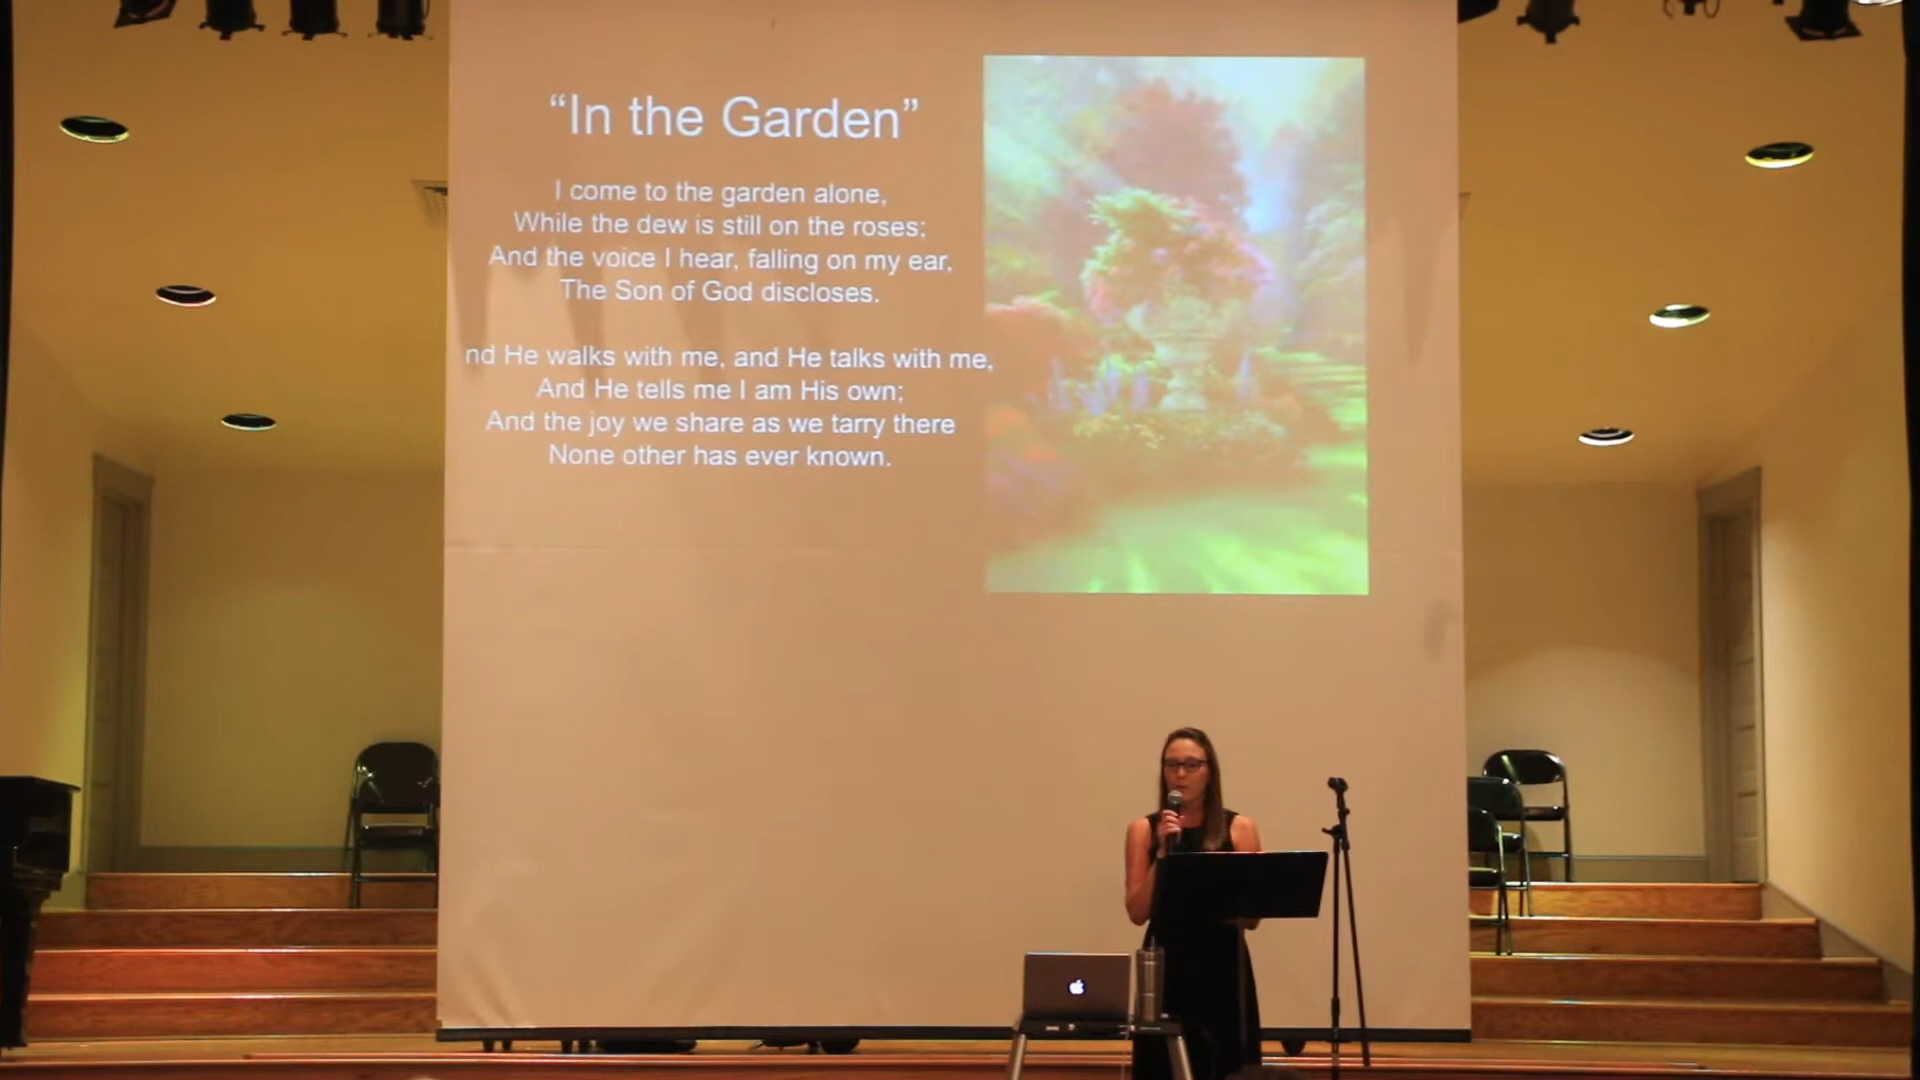 “In the Garden”
I come to the garden alone,
While the dew is still on the roses;
And the voice I hear, falling on my ear,
The Son of God discloses.
nd He walks with me, and He talks with me,
And He tells me I am His own;
And the joy we share as we tarry there
None other has ever known.